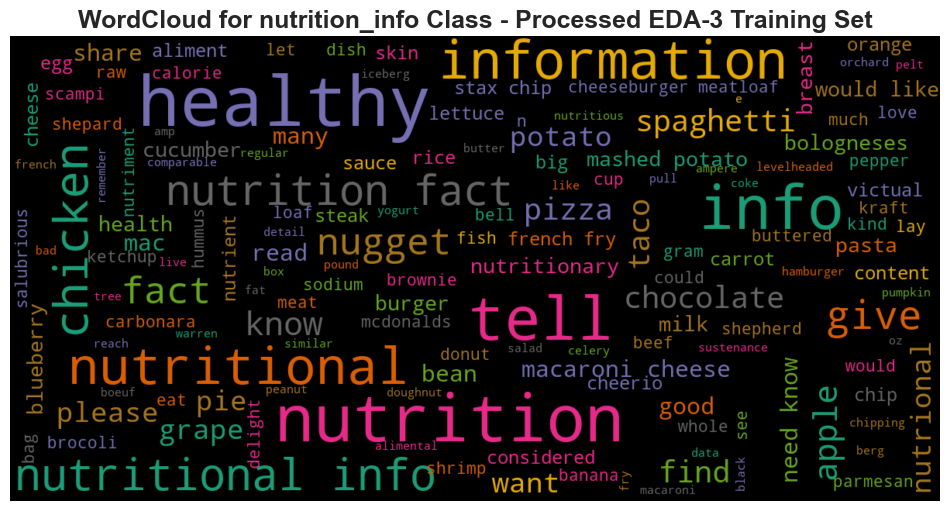 WordCloud for nutrition_info Class - Processed EDA-3 Training Set
share
aliment
let
dish
skin
information
orange
orchard
pelt
egg
raw
calorie
iceberg
cheese
scampi
healthy
stax chip
cheeseburger meatloaf
breast
would like
e
shepard
amp
many
lettuce
n
nutritious
spaghetti
much
love
french
remember
nutriment
comparable
cucumber
regular
sauce
rice
butter
potato
big
mashed potato
ampere
bologneses
pepper
levelheaded
chicken
nutrition fact
like
cup
pull
info
coke
victual
kraft
salubrious
health
mac
ketchup
live
hummus
nutrient
loaf
steak
yogurt
bell
pizza
taco
kind
lay
buttered
pasta
bad
read
detail
nugget
fish
french fry
gram
carrot
hamburger
content
box
pound
sodium
brownie
nutritionary
could
fact
tree
fat
meat
burger
chocolate
pumpkin
carbonara
warren
know
mcdonalds
tell
milk
shepherd
give
oz
reach
similar
salad
celery
beef
sustenance
blueberry
nutritional
donut
macaroni cheese
would
boeuf
peanut
bean
doughnut
cheerio
please
eat
pie
delight
nutrition
good
whole
see
need know
apple
chip
nutritional
bag
brocoli
grape
alimental
considered
data
chipping
nutritional info
shrimp
want
banana
fry
find
black
berg
macaroni
parmesan